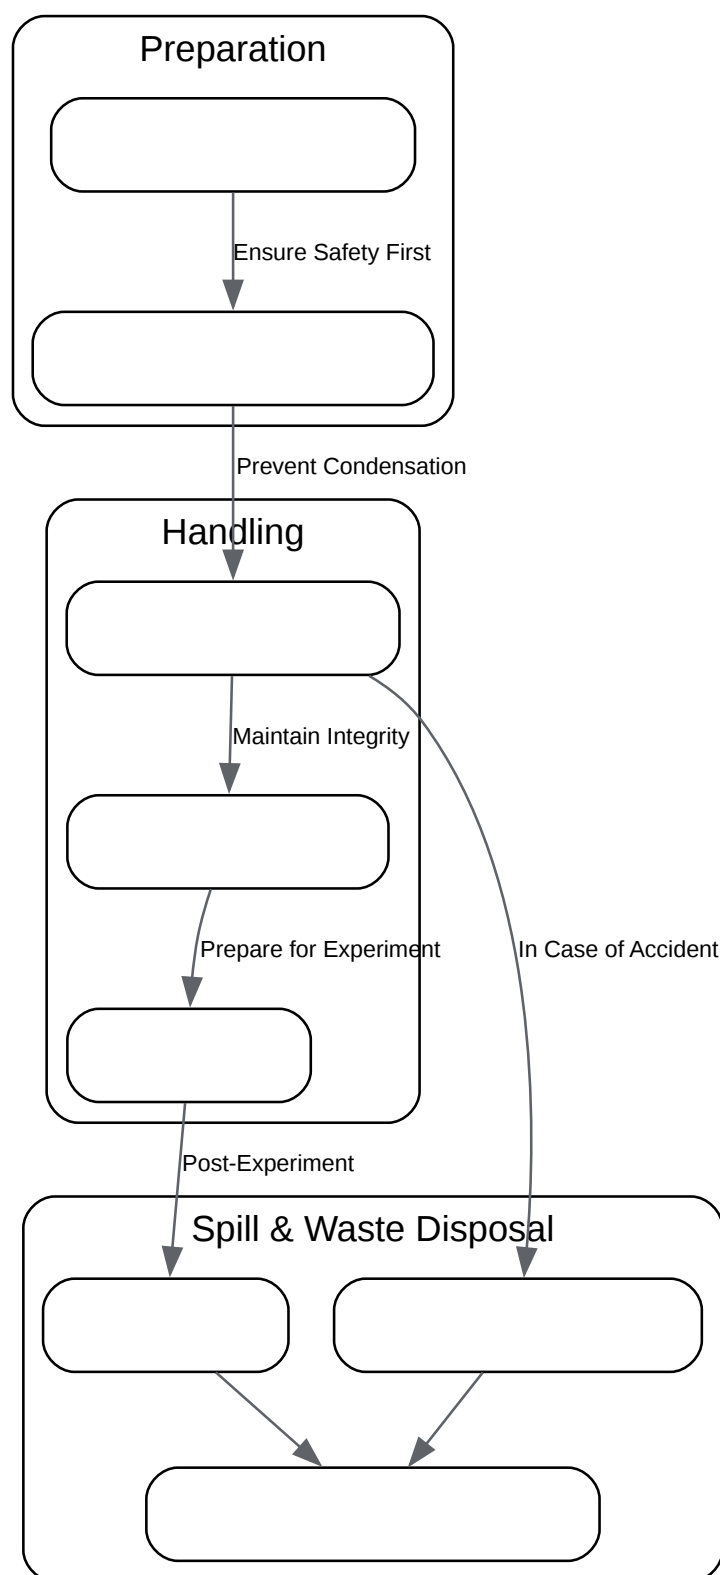 Preparation
Ensure Safety First
Prevent Condensation
Handling
Maintain Integrity
Prepare for Experiment
In Case of Accident
Post-Experiment
Spill & Waste Disposal